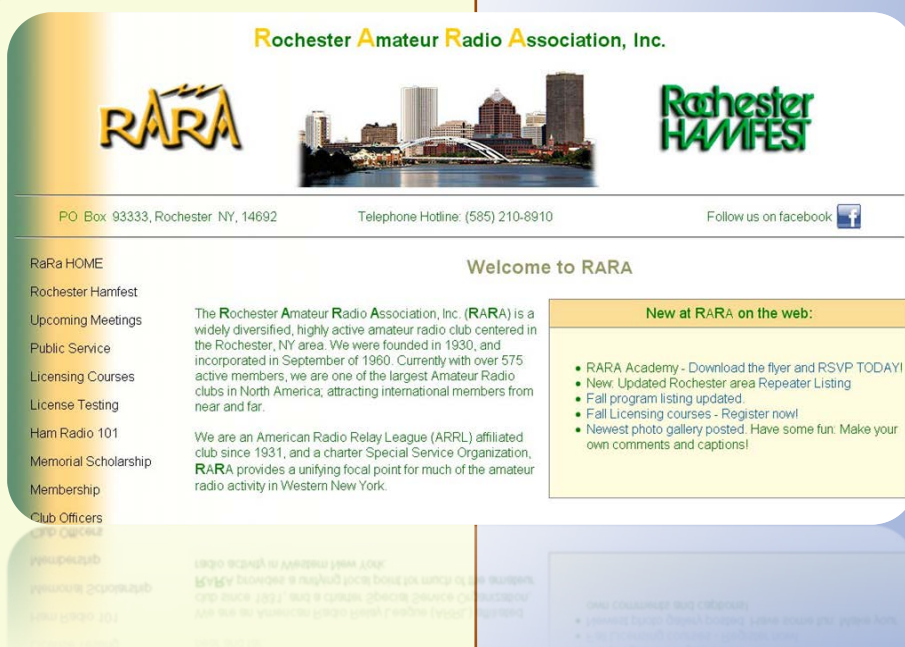 Rochester Amateur Radio Association, Inc.
RARA
Rochester
HAMFEST
PO Box 93333, Rochester NY, 14692
Telephone Hotline: (585) 210-8910
Follow us on facebook
RaRa HOME
Rochester Hamfest
Upcoming Meetings
Public Service
Licensing Courses
License Testing
Ham Radio 101
Memorial Scholarship
Membership
Club Officers
Welcome to RARA
The Rochester Amateur Radio Association, Inc. (RARA) is a
widely diversified, highly active amateur radio club centered in
the Rochester, NY area. We were founded in 1930, and
incorporated in September of 1960. Currently with over 575
active members, we are one of the largest Amateur Radio
clubs in North America; attracting international members from
near and far.
We are an American Radio Relay League (ARRL) affiliated
club since 1931, and a charter Special Service Organization,
RARA provides a unifying focal point for much of the amateur
radio activity in Western New York.
New at RARA on the web:
• RARA Academy - Download the flyer and RSVP TODAY!
• New: Updated Rochester area Repeater Listing
• Fall program listing updated.
• Fall Licensing courses - Register now!
• Newest photo gallery posted. Have some fun: Make your
own comments and captions!